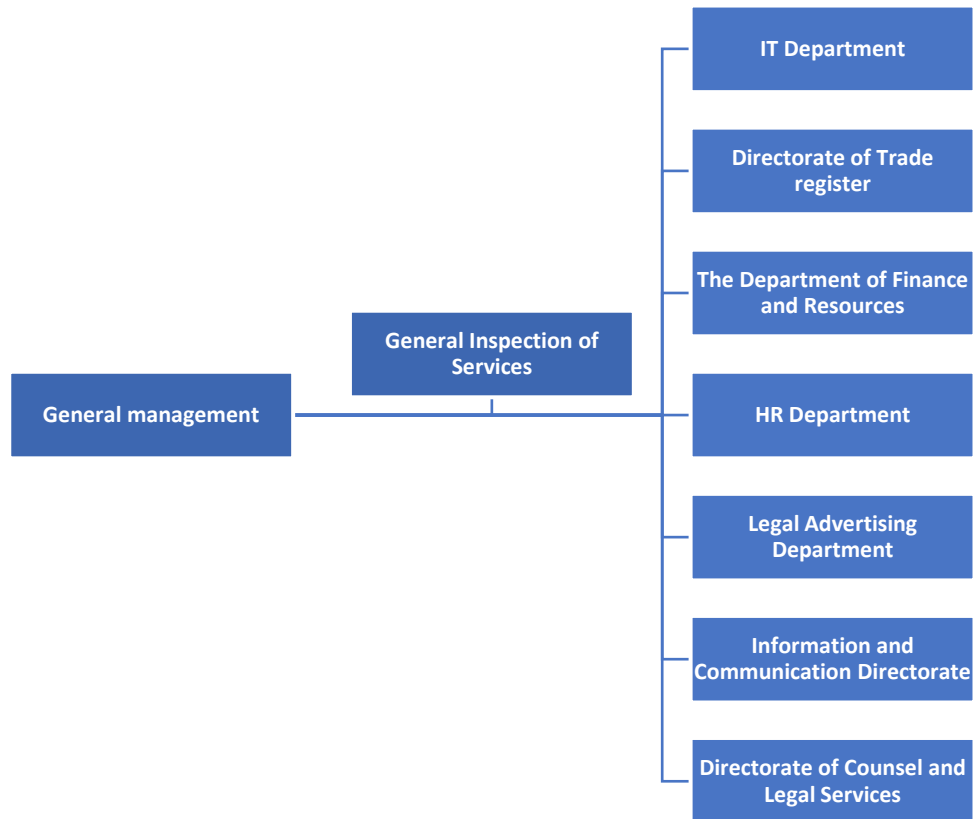 General management
General Inspection of
Services
IT Department
Directorate of Trade
register
The Department of Finance
and Resources
HR Department
Legal Advertising
Department
Information and
Communication Directorate
Directorate of Counsel and
Legal Services